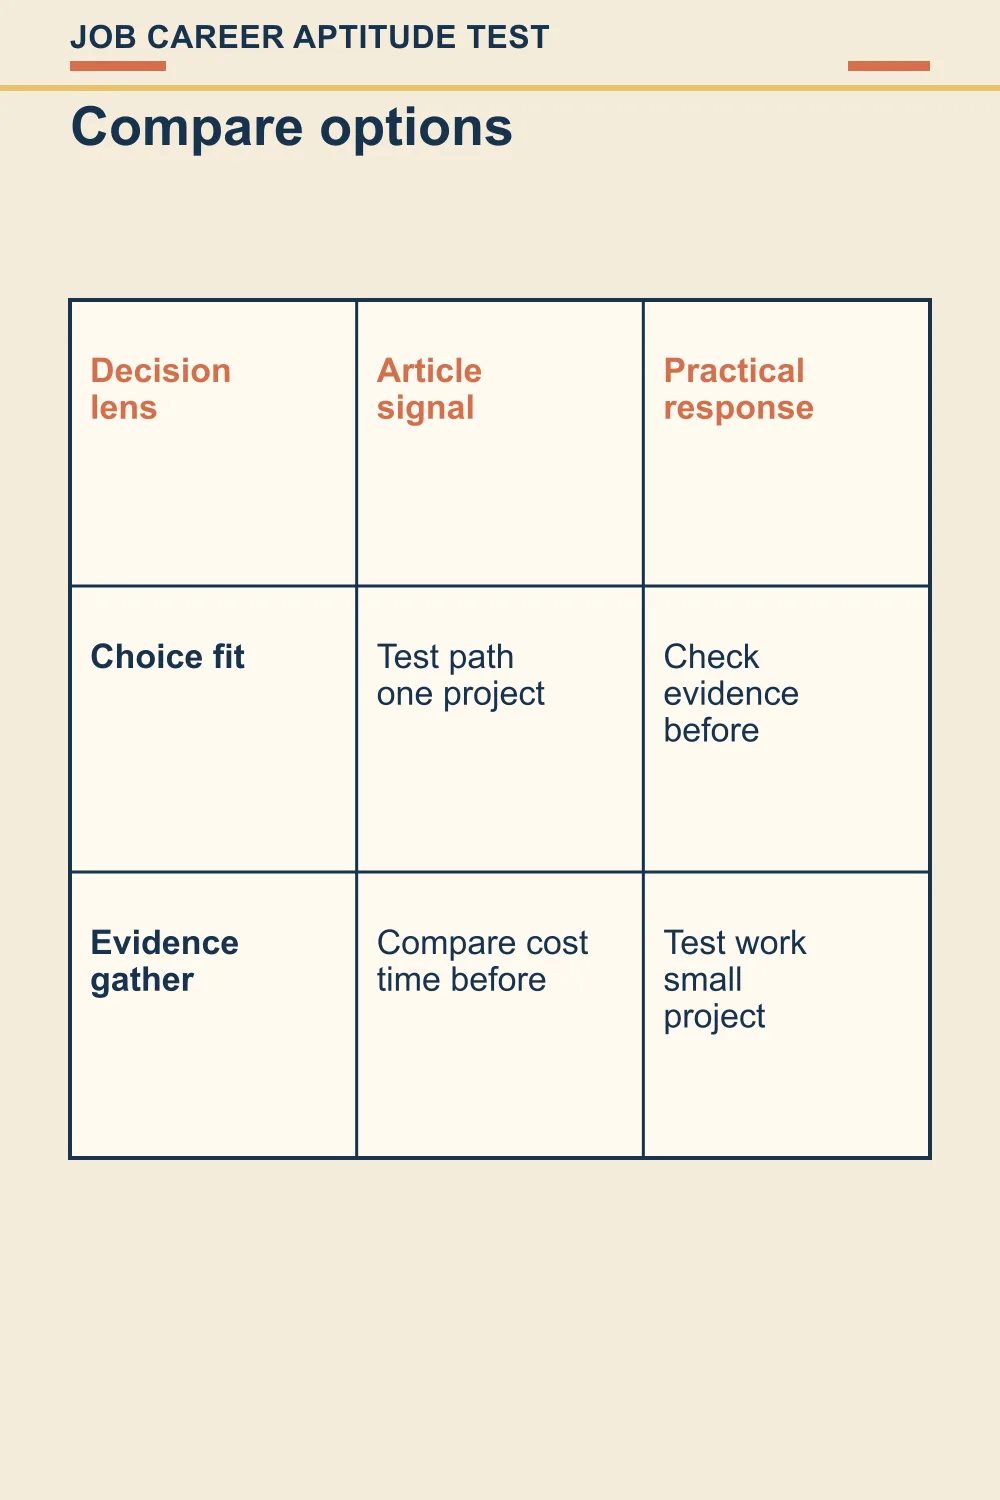 JOB CAREER APTITUDE TEST
Compare options
Decision
lens
Article
signal
Practical
response
Choice fit
Test path
one project
Check
evidence
before
Evidence
gather
Compare cost
time before
Test work
small
project